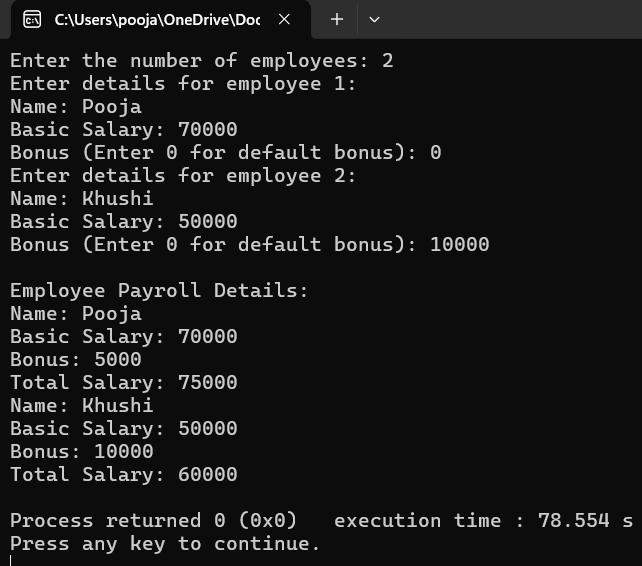 C:\Users\pooja\OneDrive\Doc
Enter the number of employees: 2
Enter details for employee 1:
Name: Pooja
Basic Salary: 70000
Bonus (Enter 0 for default bonus): 0
Enter details for employee 2:
Name: Khushi
Basic Salary: 50000
Bonus (Enter 0 for default bonus): 10000

Employee Payroll Details:
Name: Pooja
Basic Salary: 70000
Bonus: 5000
Total Salary: 75000
Name: Khushi
Basic Salary: 50000
Bonus: 10000
Total Salary: 60000

Process returned 0 (0x0)   execution time : 78.554 s
Press any key to continue.